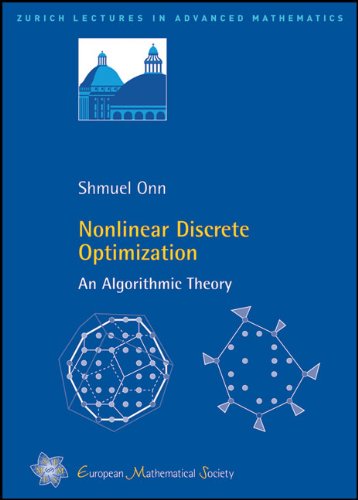 ZURICH LECTURES IN ADVANCED MATHEMATICS
Shmuel Onn
Nonlinear Discrete
Optimization
An Algorithmic Theory
European Mathematical Society